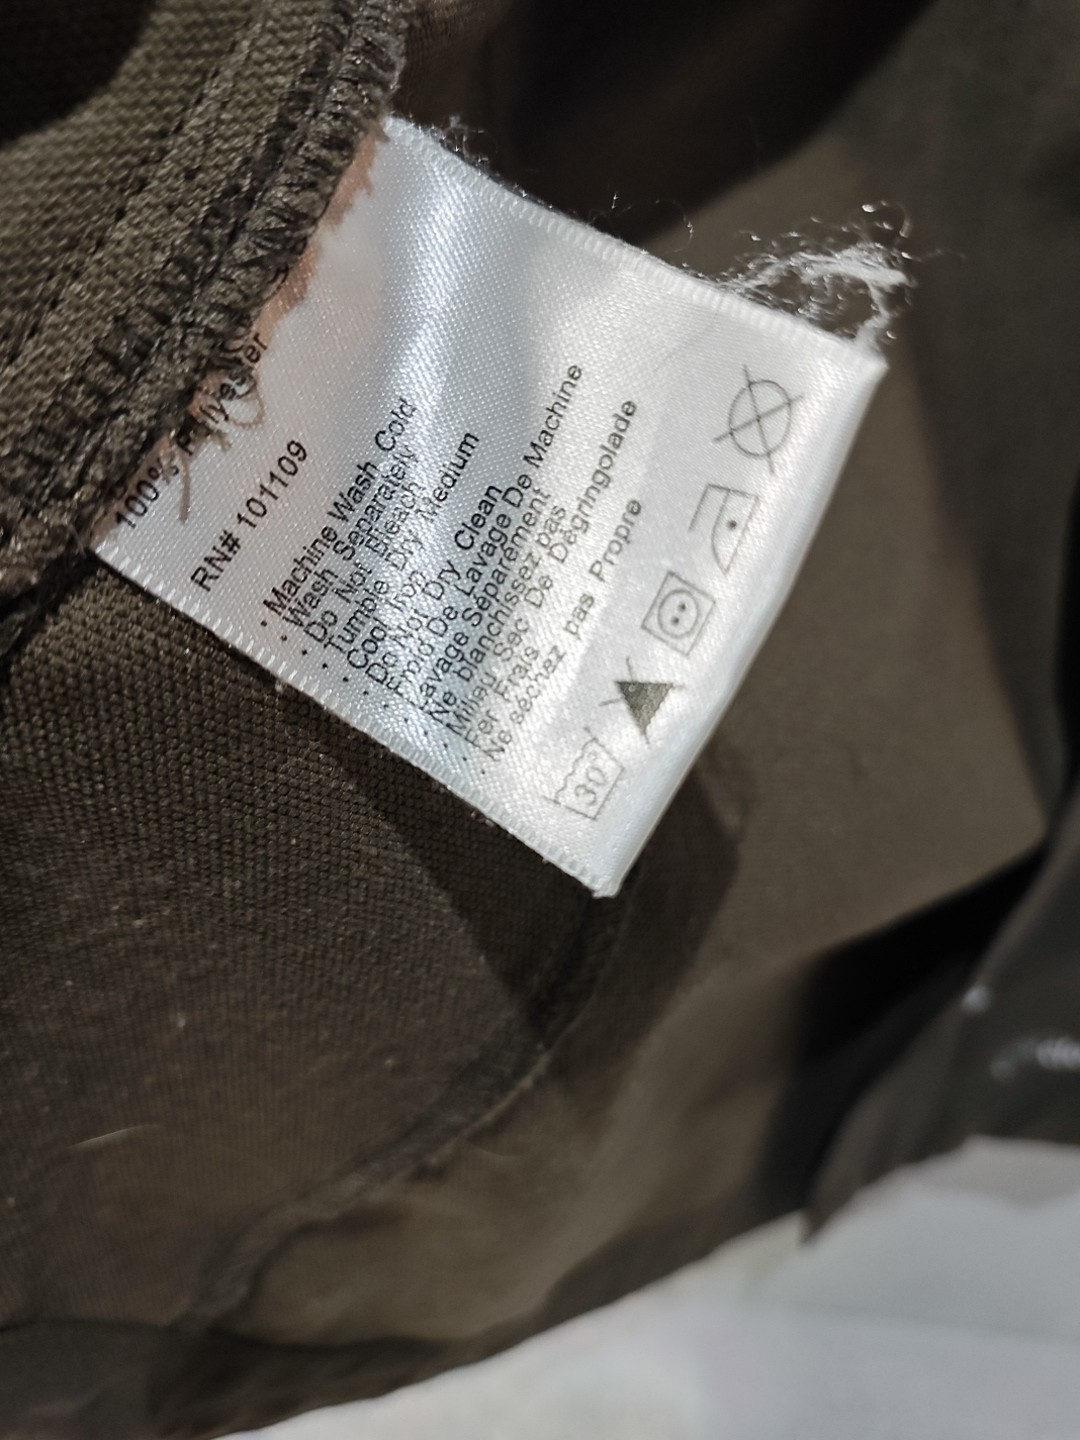 100% Polyester
RN# 101109
. Machine Wash Cold
. Wash Separately
. Do Not Bleach
. Tumble Dry Medium
. Cool Iron
. Do Not Dry Clean
. Froid De Lavage De Machine
. Lavage Séparément
. Ne blanchissez pas
. Milieu Sec De Dégringolade
. Fer Frais
. Ne séchez pas Propre
30°